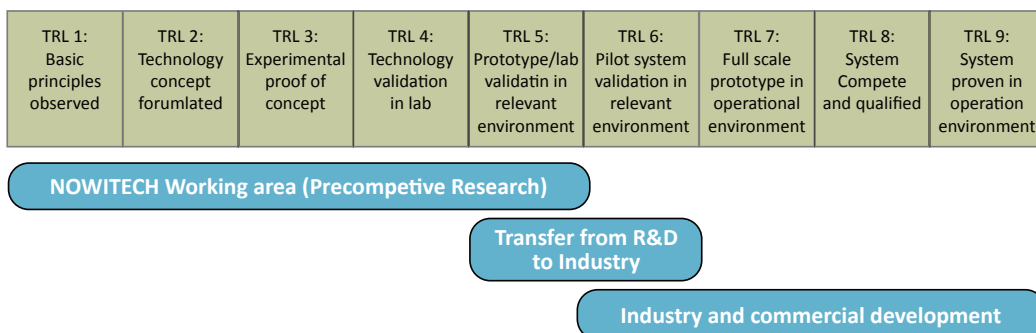 TRL 1:
Basic
principles
observed
TRL 2:
Technology
concept
forumlated
TRL 3:
Experimental
proof of
concept
TRL 4:
Technology
validation
in lab
TRL 5:
Prototype/lab
validatin in
relevant
environment
TRL 6:
Pilot system
validation in
relevant
environment
TRL 7:
Full scale
prototype in
operational
environment
TRL 8:
System
Compete
and qualified
TRL 9:
System
proven in
operation
environment
NOWITECH Working area (Precompetive Research)
Transfer from R&D
to Industry
Industry and commercial development